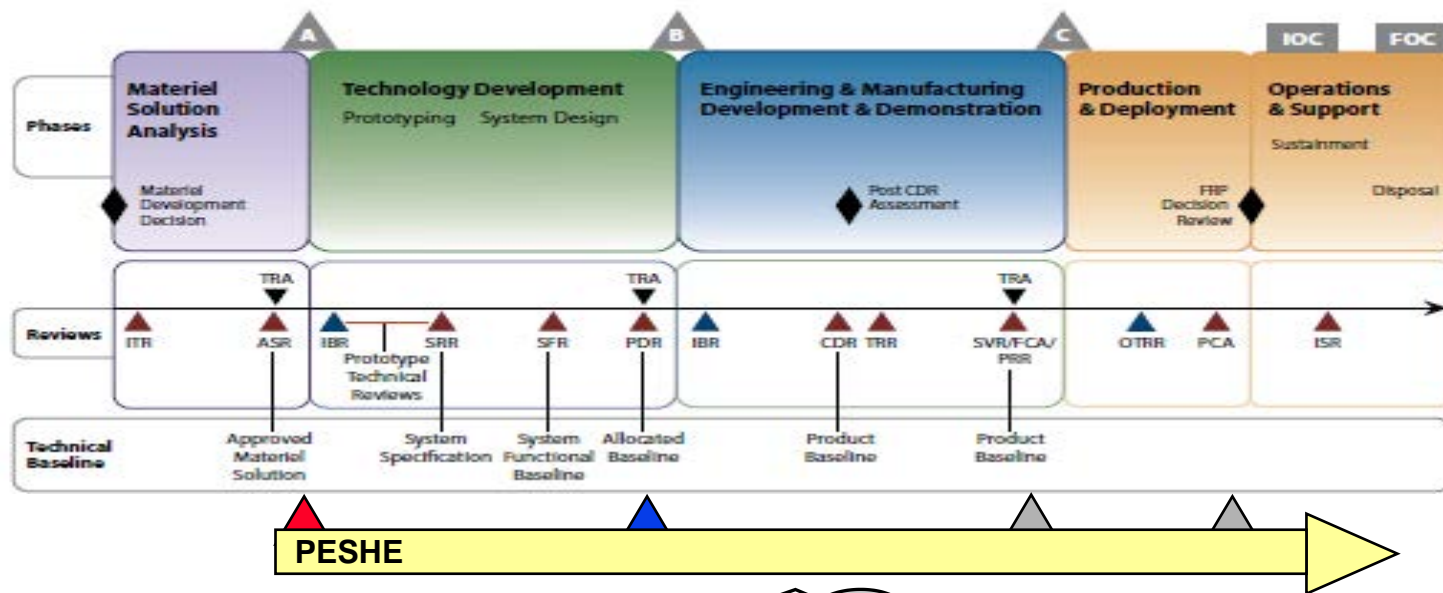 A
B
C
IOC
FOC
Phases
Materiel
Solution
Analysis
Technology Development
Prototyping System Design
Engineering & Manufacturing
Development & Demonstration
Production
& Deployment
Operations
& Support
Sustainment
Materiel
Development
Decision
Post CDR
Assessment
FRP
Decision
Review
Disposal
Reviews
TRA
TRA
TRA
ITR
ASR
IBR
SRR
SFR
PDR
IBR
CDR
TRR
SVR/FCA/
PRR
OTRR
PCA
ISR
Prototype
Technical
Reviews
Technical
Baseline
Approved
Materiel
Solution
System
Specification
System
Functional
Baseline
Allocated
Baseline
Product
Baseline
Product
Baseline
PESHE